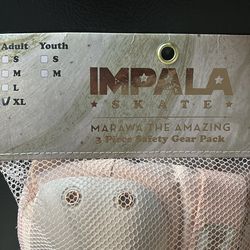 Adult Youth
S S
M M
L
✓ XL
IMPALA
★ SKATE ★
MARAWA THE AMAZING
3 Piece Safety Gear Pack